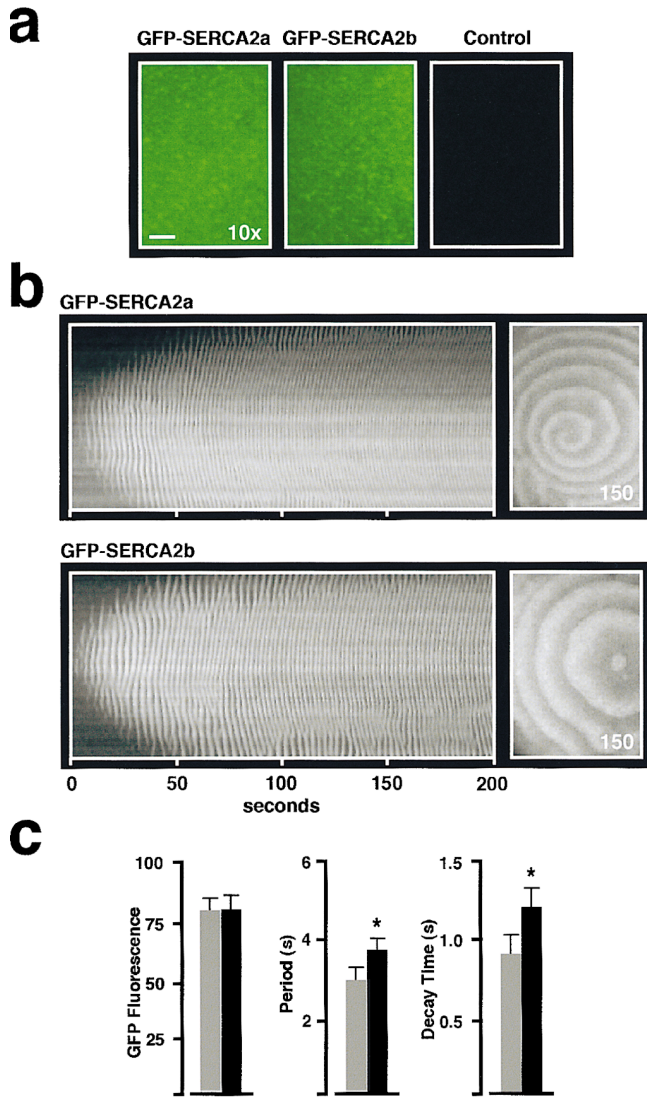 a
GFP-SERCA2a GFP-SERCA2b Control
10x
b
GFP-SERCA2a
150
GFP-SERCA2b
150
0 50 100 150 200
seconds
c
100
75
50
25
GFP Fluorescence
6
4
2
Period (s)
*
1.5
1.0
0.5
Decay TIme (s)
*